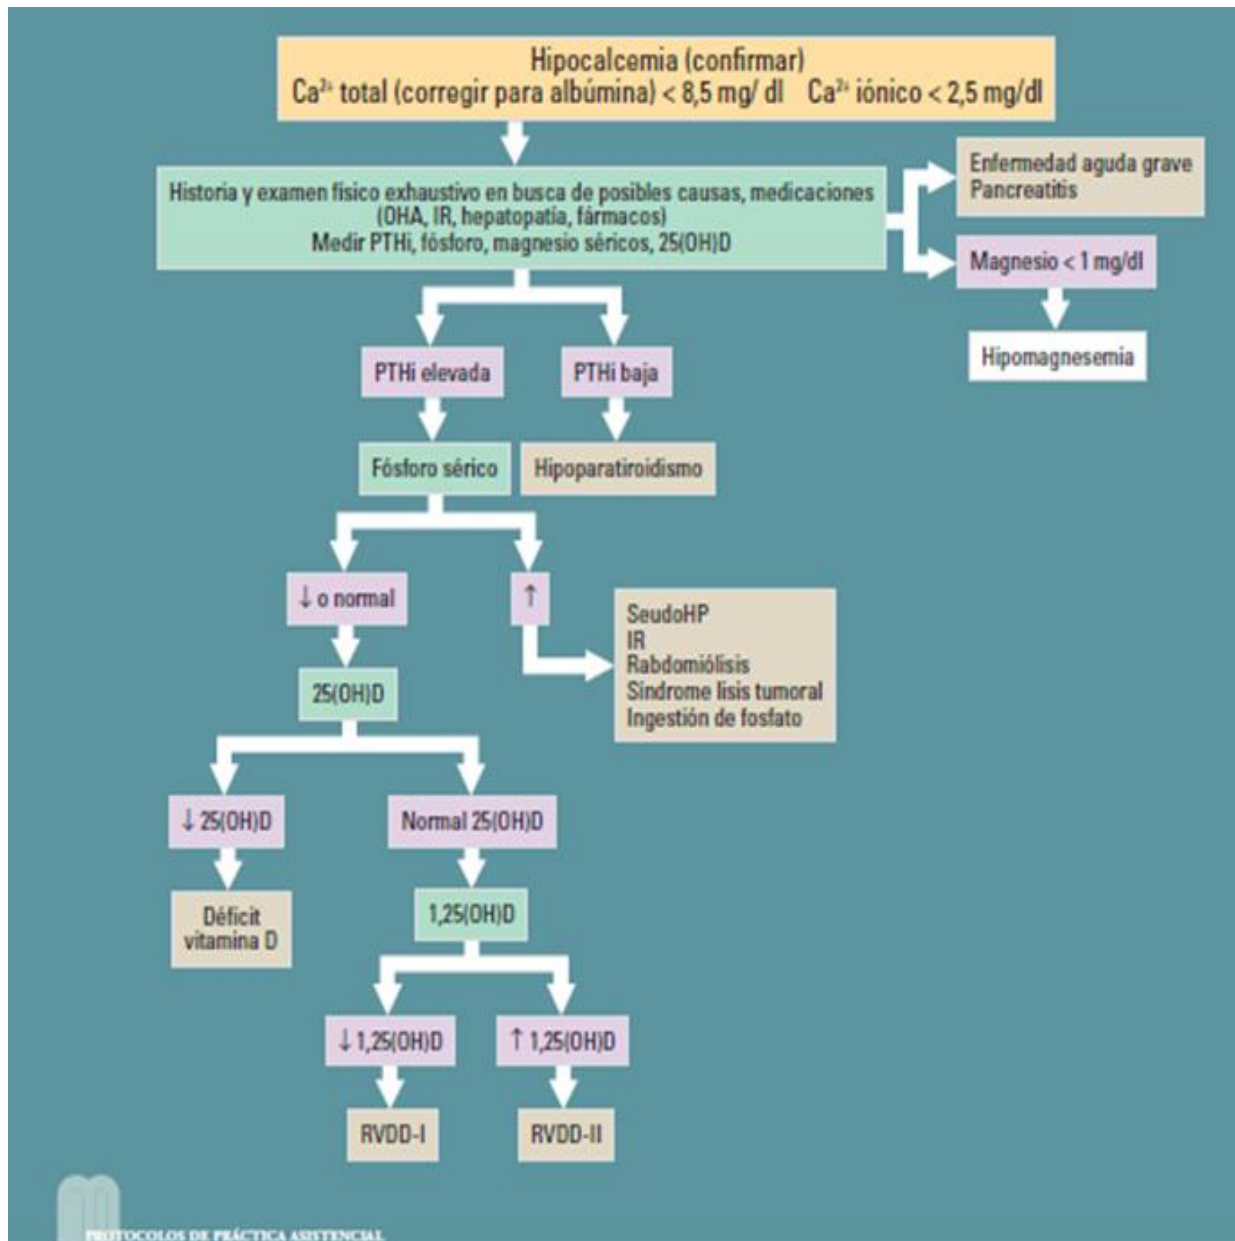 Hipocalcemia (confirmar)
Ca²⁺ total (corregir para albúmina) < 8,5 mg/ dl Ca²⁺ iónico < 2,5 mg/dl
Historia y examen físico exhaustivo en busca de posibles causas, medicaciones
(OHA, IR, hepatopatía, fármacos)
Medir PTHi, fósforo, magnesio séricos, 25(OH)D
Enfermedad aguda grave
Pancreatitis
Magnesio < 1 mg/dl
Hipomagnesemia
PTHi elevada
PTHi baja
Fósforo sérico
Hipoparatiroidismo
↓ o normal
↑
SeudoHP
IR
Rabdomiólisis
Síndrome lisis tumoral
Ingestión de fosfato
25(OH)D
↓ 25(OH)D
Normal 25(OH)D
Déficit
vitamina D
1,25(OH)D
↓ 1,25(OH)D
↑ 1,25(OH)D
RVDD-I
RVDD-II
PROTOCOLOS DE PRÁCTICA ASISTENCIAL